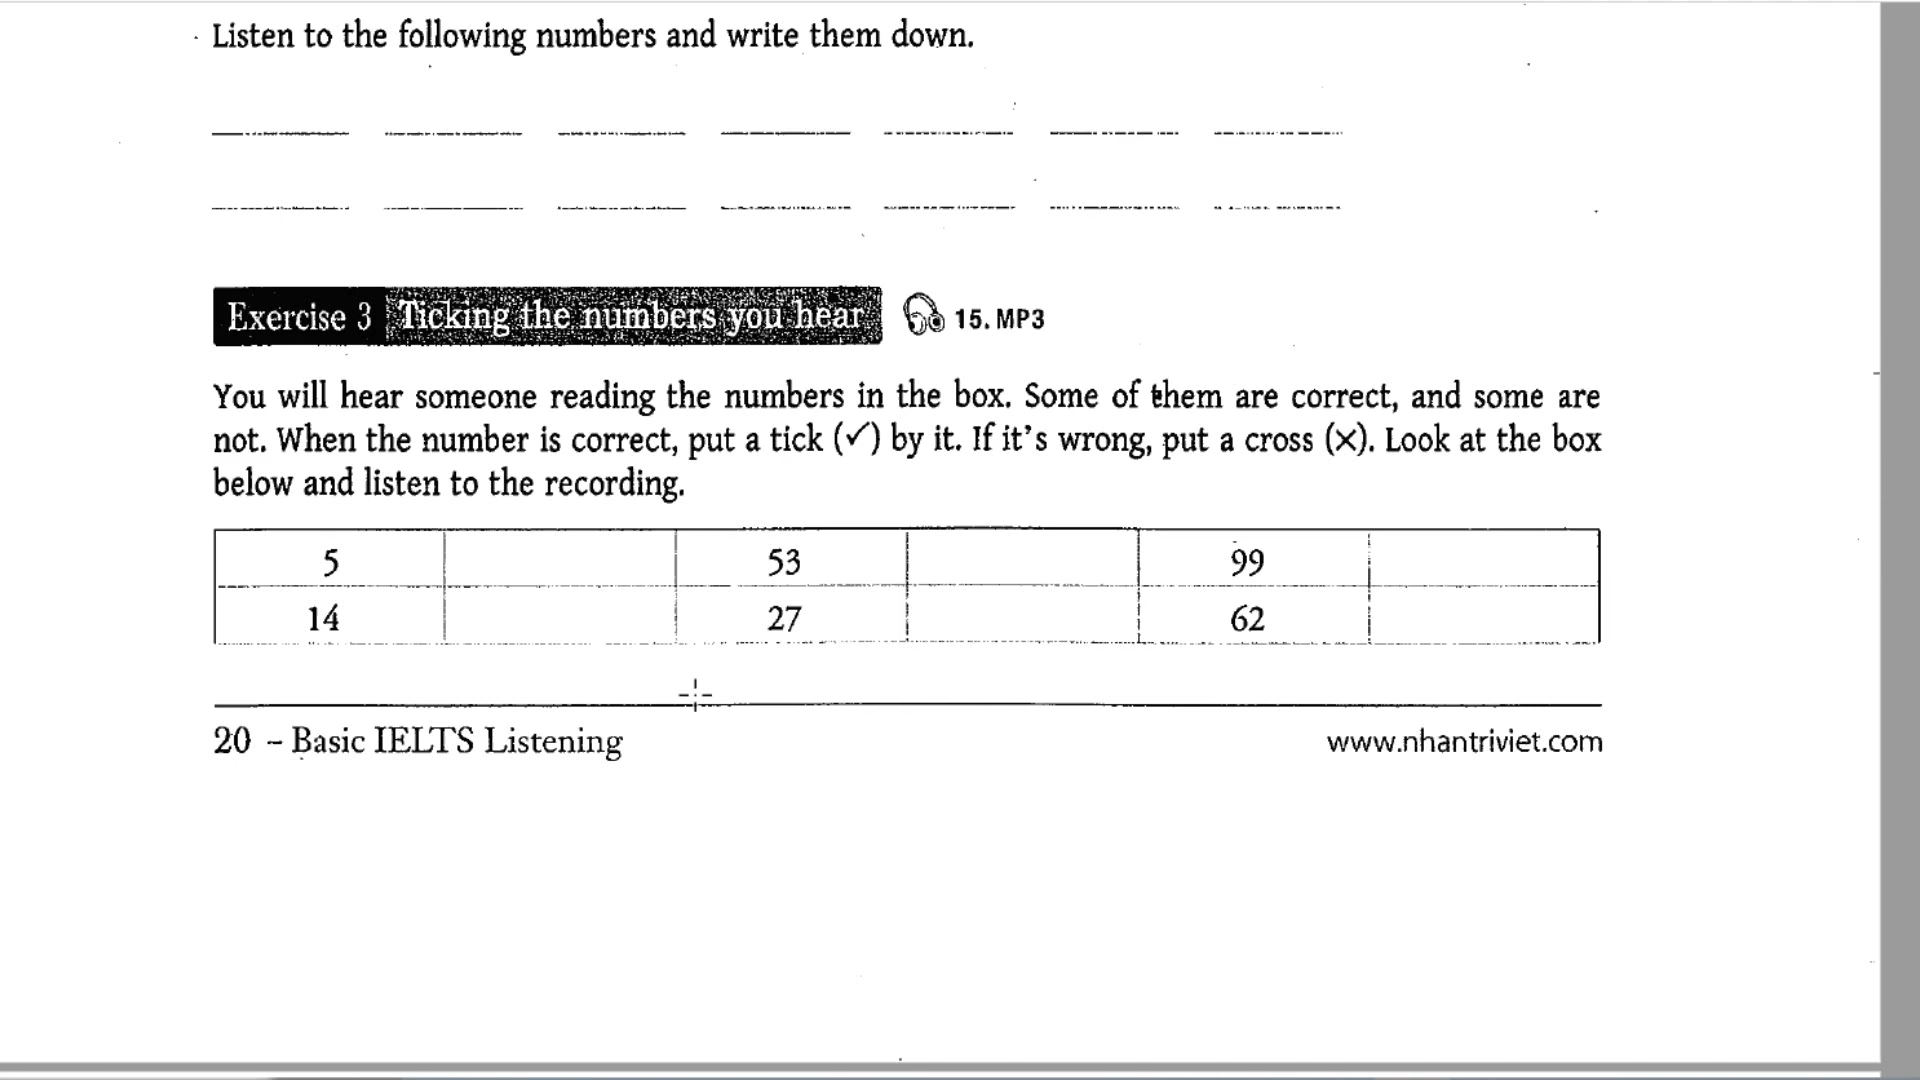 Listen to the following numbers and write them down.
Exercise 3 Ticking the numbers you hear 15. MP3
You will hear someone reading the numbers in the box. Some of them are correct, and some are
not. When the number is correct, put a tick (✓) by it. If it's wrong, put a cross (×). Look at the box
below and listen to the recording.
5 53 99
14 27 62
20 – Basic IELTS Listening www.nhantriviet.com